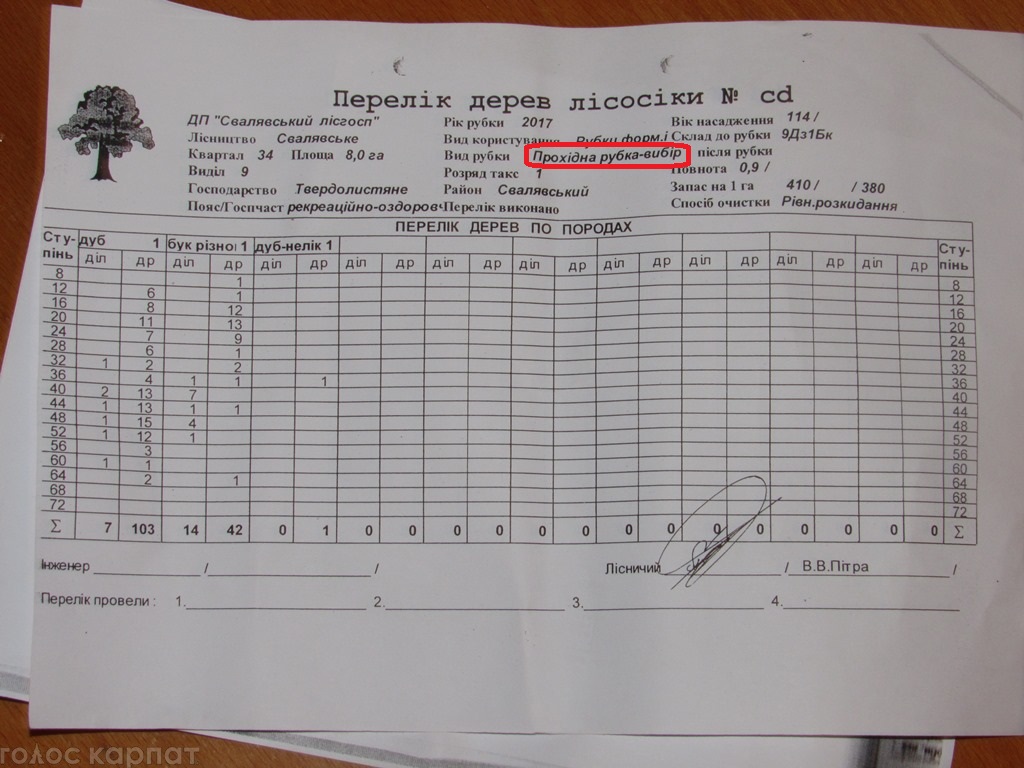 Перелік дерев лісосіки № cd
ДП "Свалявський лісгосп" Рік рубки 2017 Вік насадження 114 /
Лісництво Свалявське Вид користування Рубки форм.і Склад до рубки 9Дз1Бк
Квартал 34 Площа 8,0 га Вид рубки Прохідна рубка-вибір після рубки
Виділ 9 Розряд такс 1 Повнота 0,9 /
Господарство Твердолистяне Район Свалявський Запас на 1 га 410 / / 380
Пояс/Госпчаст рекреаційно-оздоровч Перелік виконано Спосіб очистки Рівн.розкидання
ПЕРЕЛІК ДЕРЕВ ПО ПОРОДАХ
Сту-пінь дуб 1 бук різної 1 дуб-нелік 1 Сту-пінь
діл др діл др діл др діл др діл др діл др діл др діл др діл др діл др
8 1 8
12 6 1 12
16 8 12 16
20 11 13 20
24 7 9 24
28 6 1 28
32 1 2 2 32
36 4 1 1 1 36
40 2 13 7 40
44 1 13 1 1 44
48 1 15 4 48
52 1 12 1 52
56 3 56
60 1 1 60
64 2 1 64
68 68
72 72
Σ 7 103 14 42 0 1 0 0 0 0 0 0 0 0 0 0 0 0 0 0 Σ
Інженер / / Лісничий / В.В.Пітра /
Перелік провели : 1. 2. 3. 4.
голос карпат